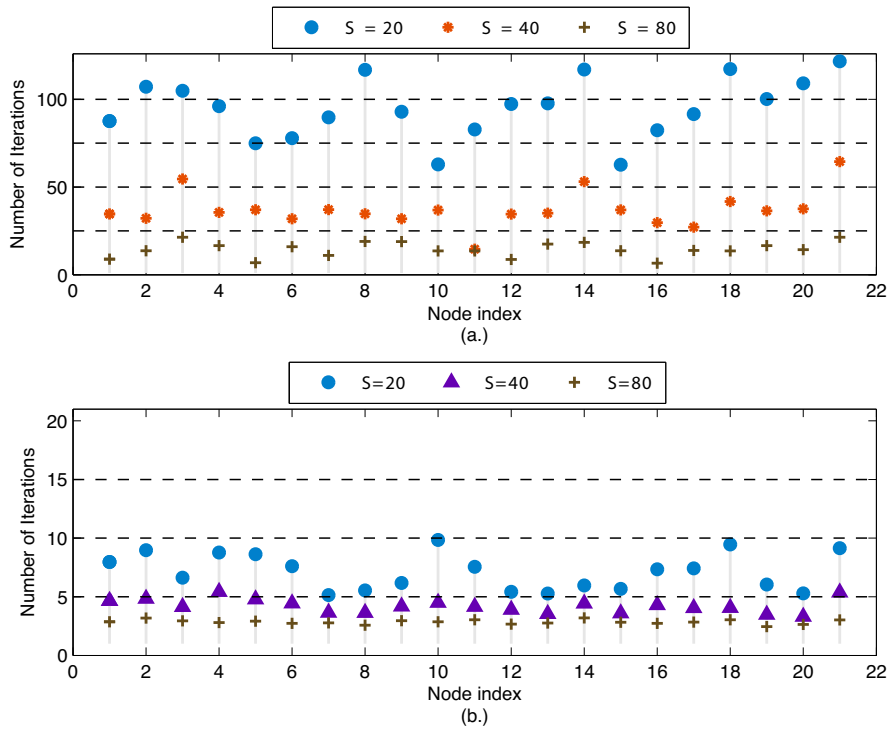 S = 20 S = 40 S = 80
Number of Iterations
100
50
0
0 2 4 6 8 10 12 14 16 18 20 22
Node index
(a.)
S=20 S=40 S=80
Number of Iterations
20
15
10
5
0
0 2 4 6 8 10 12 14 16 18 20 22
Node index
(b.)